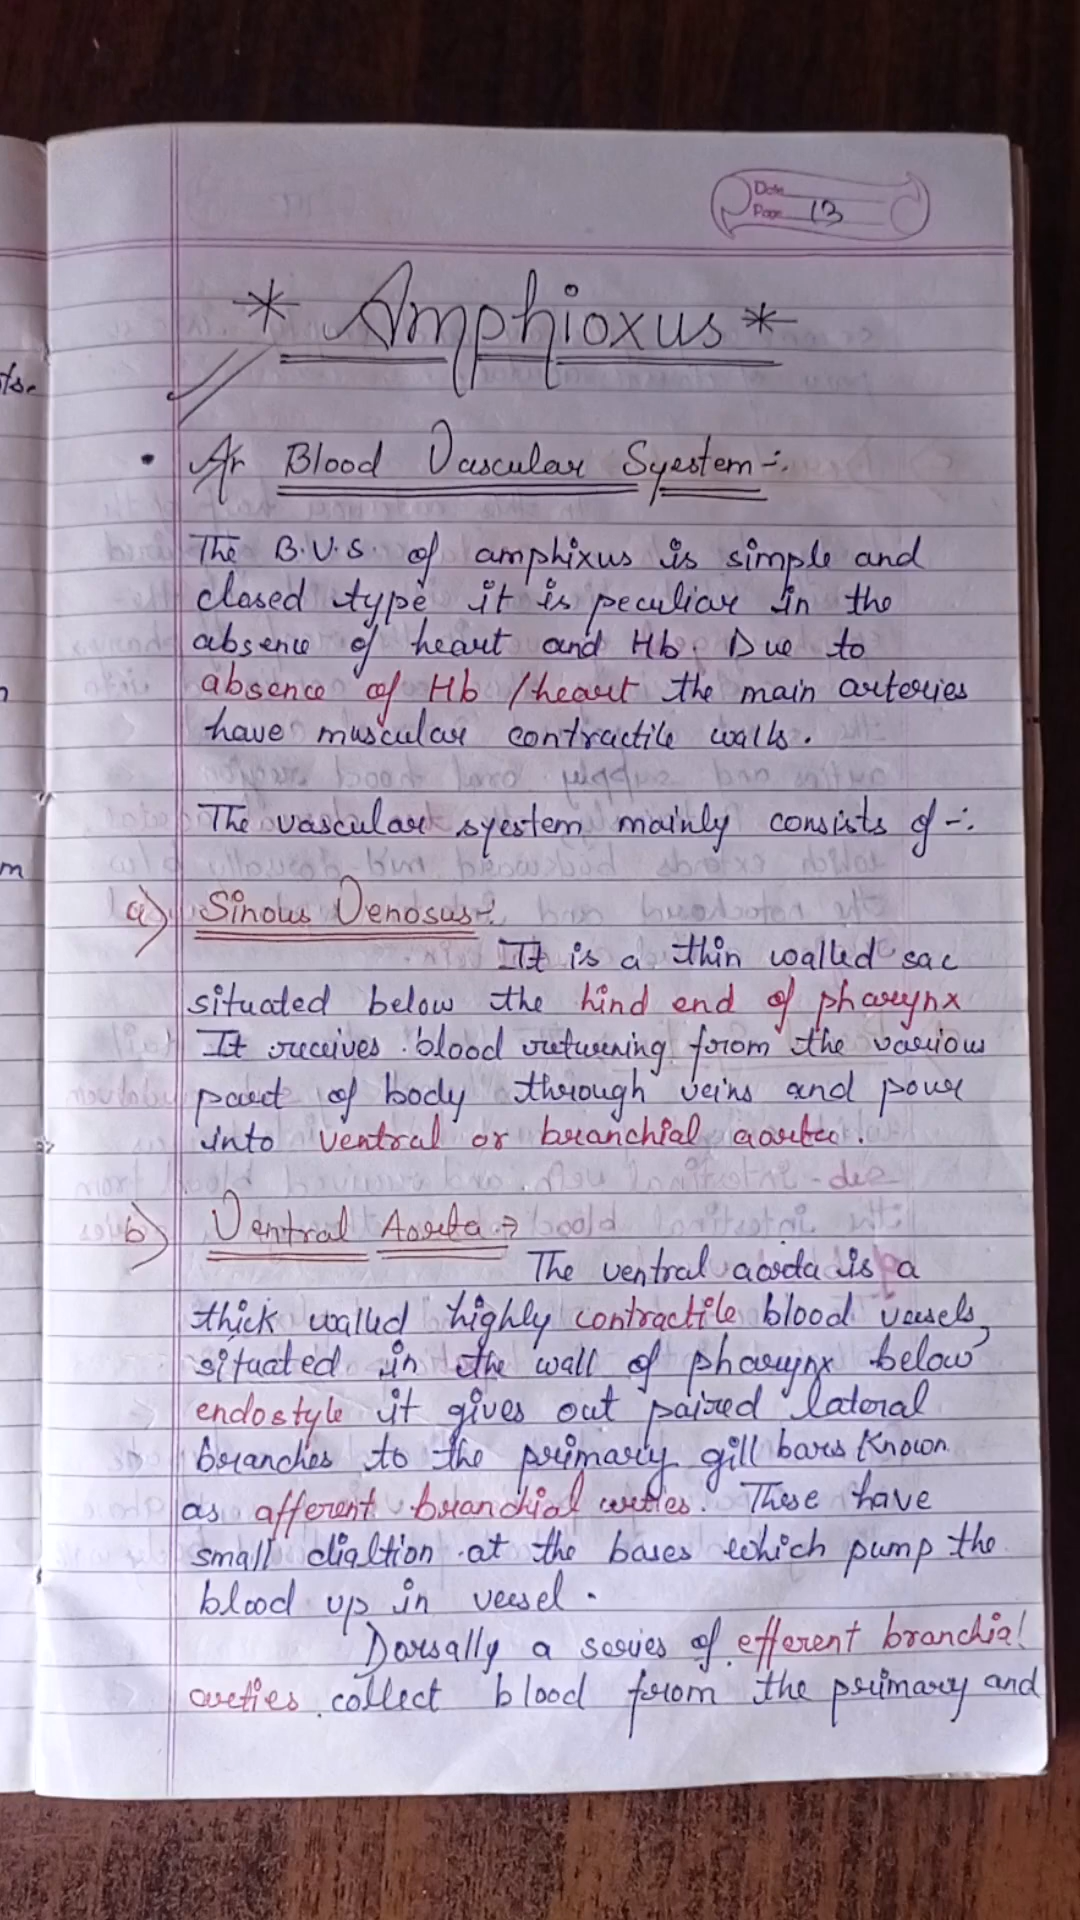 Date
Page 13
* Amphioxus *
• Blood Vascular Syestem -:
The B.V.S. of amphixus is simple and
closed type it is peculiar in the
absence of heart and Hb. Due to
absence of Hb / heart the main arteries
have muscular contractile walls.
The vascular syestem mainly consists of -:
a) Sinous Venosus -:
It is a thin walled sac
situated below the hind end of pharynx
It receives blood returening from the various
part of body through veins and pour
into ventral or branchial aorta.
b) Ventral Aorta →
The ventral aorta is a
thick walled highly contractile blood vessels,
situated in the wall of pharynx below
endostyle it gives out paired lateral
branches to the primary gill bars Known
as afferent branchial arteries. These have
small dialtion at the bases which pump the
blood up in vessel.
Dorsally a series of efferent branchial
arteries collect blood from the primary and